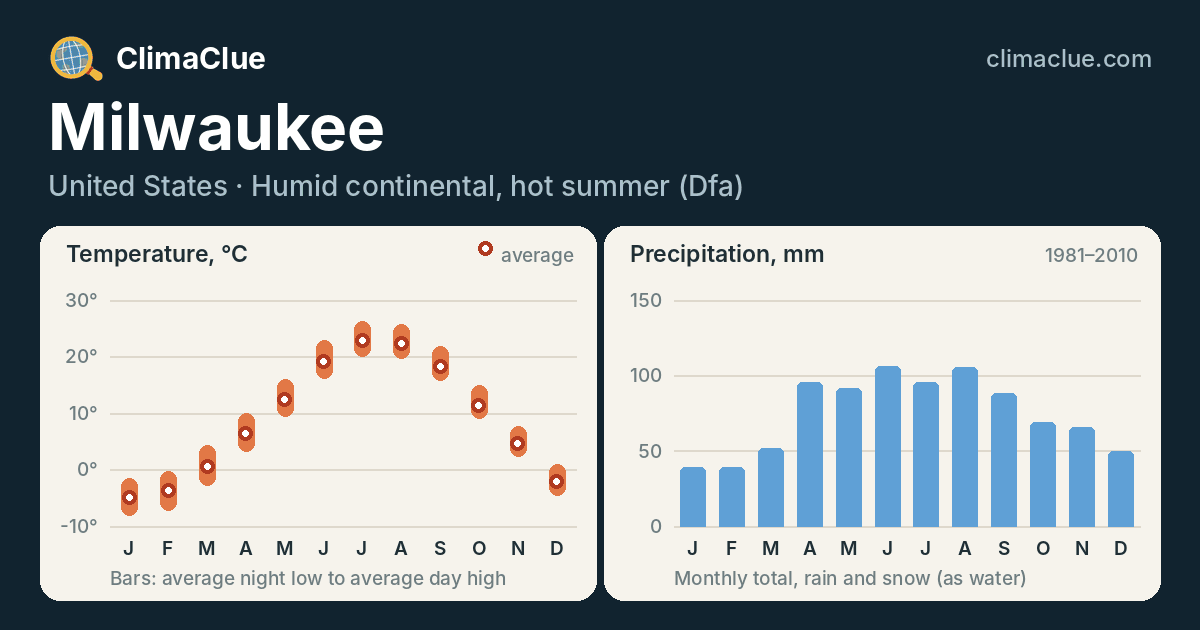 ClimaClue
climaclue.com
Milwaukee
United States · Humid continental, hot summer (Dfa)
Temperature, °C
average
30°
20°
10°
0°
-10°
J F M A M J J A S O N D
Bars: average night low to average day high
Precipitation, mm
1981–2010
150
100
50
0
J F M A M J J A S O N D
Monthly total, rain and snow (as water)